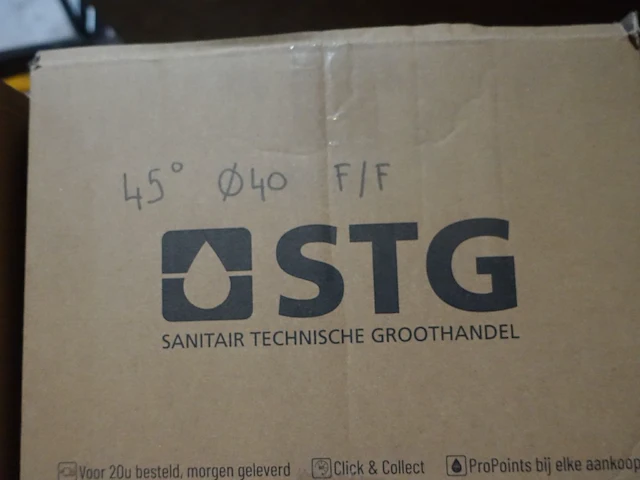 45° Ø40 F/F
STG
SANITAIR TECHNISCHE GROOTHANDEL
Voor 20u besteld, morgen geleverd Click & Collect ProPoints bij elke aankoop